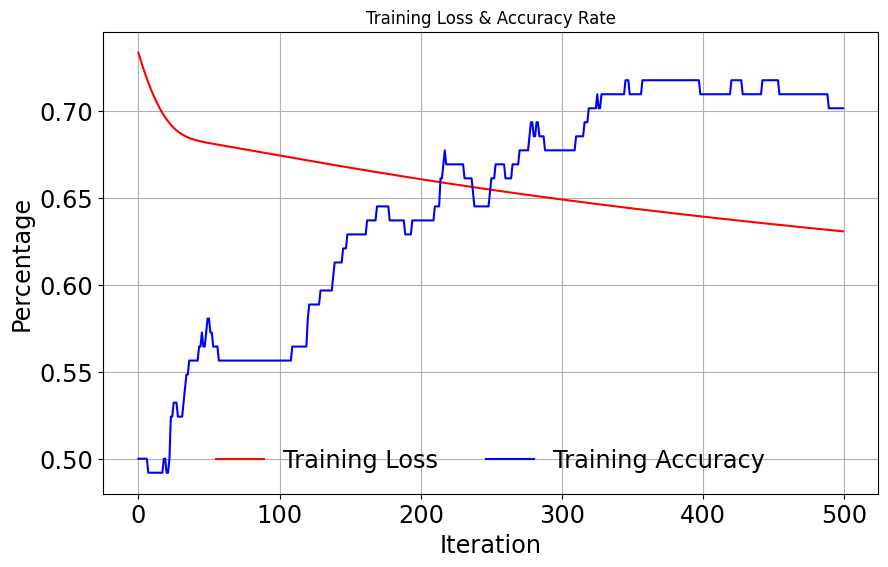 Training Loss & Accuracy Rate
Percentage
0.70
0.65
0.60
0.55
0.50
Training Loss Training Accuracy
0 100 200 300 400 500
Iteration